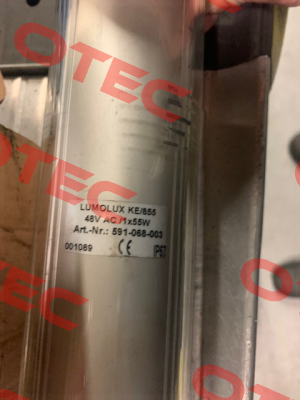 OTEC
OTEC
OTEC
LUMOLUX KE/855
48V AC /1x55W
Art.-Nr.: 591-068-003
001089 CE IP67
OTEC
OTEC